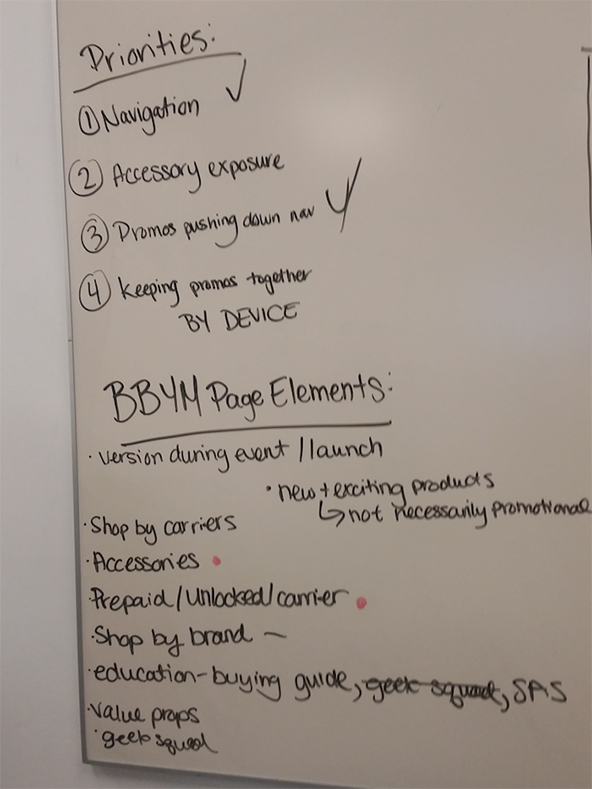 Priorities:
① Navigation ✓
② Accessory exposure
③ Promos pushing down nav ✓
④ Keeping promos together
BY DEVICE
BBYM Page Elements:
· version during event / launch
· new + exciting products
↳ not necessarily promotional
· Shop by carriers
· Accessories
· Prepaid/Unlocked/carrier
· Shop by brand –
· education - buying guide, geek squad, SAS
· value props
· geek squad